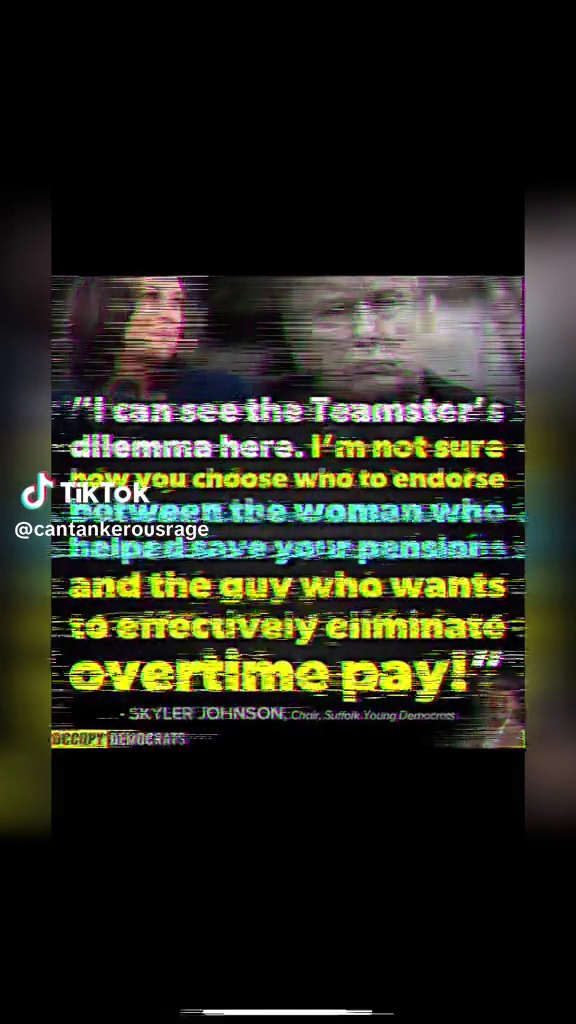 "I can see the Teamster's
dilemma here. I'm not sure
how you choose who to endorse
between the woman who
helped save your pensions
and the guy who wants
to effectively eliminate
overtime pay!"
- SKYLER JOHNSON, Chair, Suffolk Young Democrats
OCCUPY DEMOCRATS
TikTok
@cantankerousrage